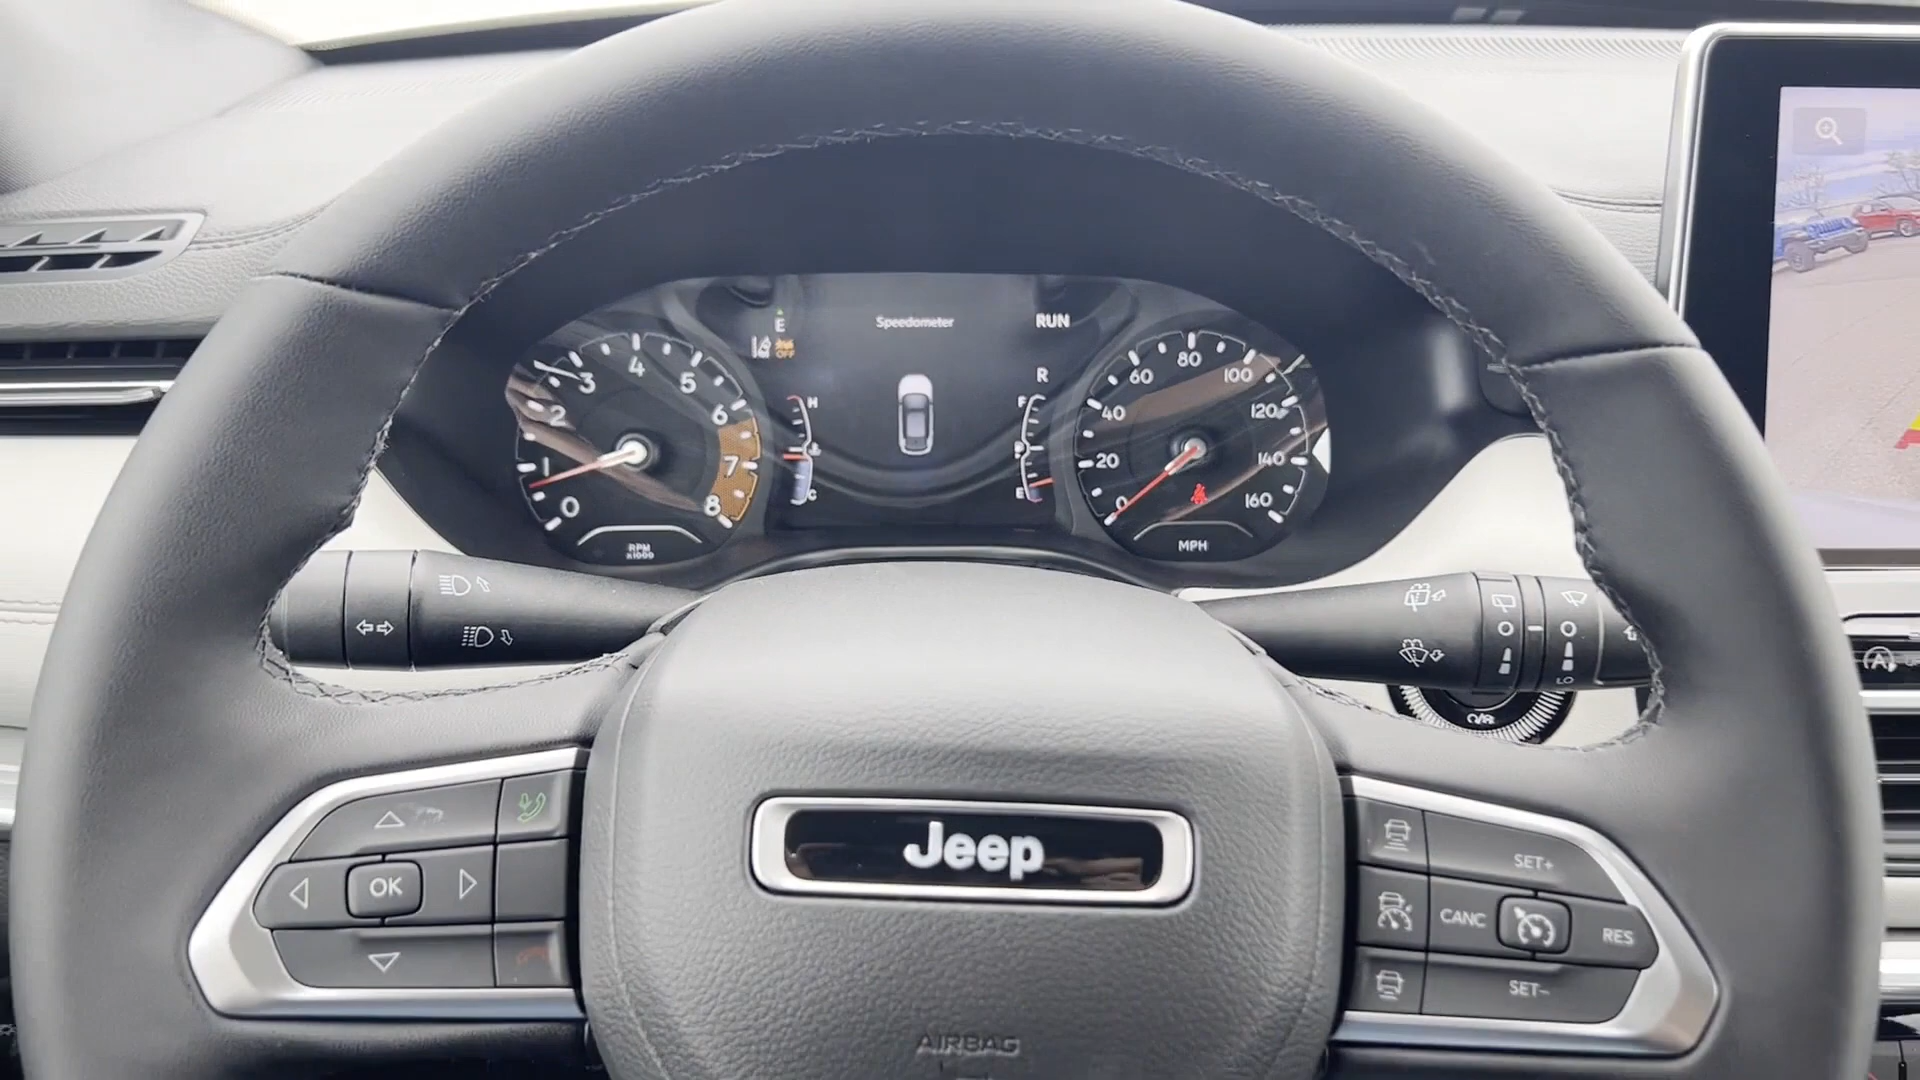 E
Speedometer
RUN
OFF
R
0
1
2
3
4
5
6
7
8
RPM
x1000
H
C
F
E
0
20
40
60
80
100
120
140
160
MPH
LO
O/S
A
Jeep
OK
SET+
CANC
RES
SET-
AIRBAG